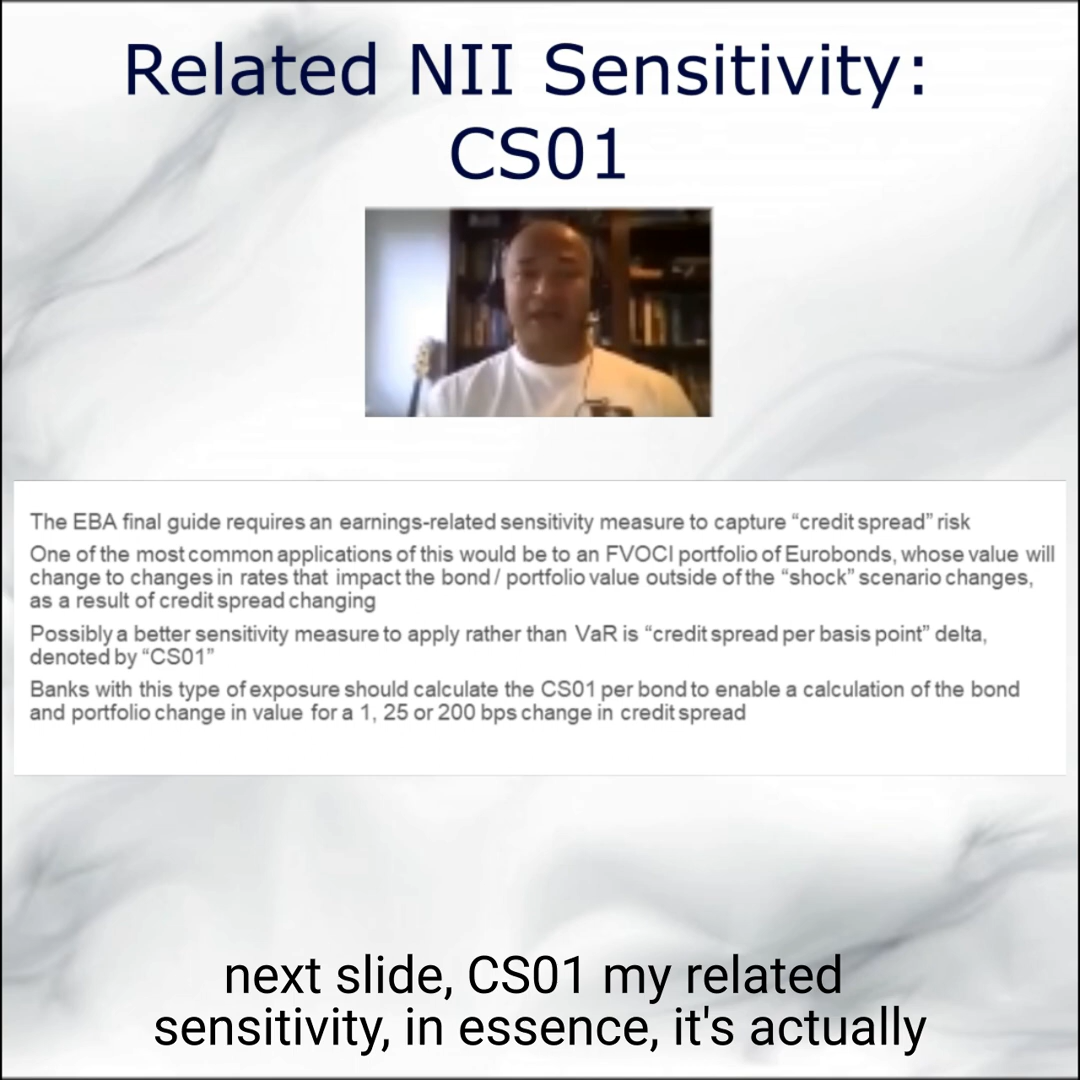 Related NII Sensitivity:
CS01
The EBA final guide requires an earnings-related sensitivity measure to capture “credit spread” risk
One of the most common applications of this would be to an FVOCI portfolio of Eurobonds, whose value will
change to changes in rates that impact the bond / portfolio value outside of the “shock” scenario changes,
as a result of credit spread changing
Possibly a better sensitivity measure to apply rather than VaR is “credit spread per basis point” delta,
denoted by “CS01”
Banks with this type of exposure should calculate the CS01 per bond to enable a calculation of the bond
and portfolio change in value for a 1, 25 or 200 bps change in credit spread
next slide, CS01 my related
sensitivity, in essence, it's actually